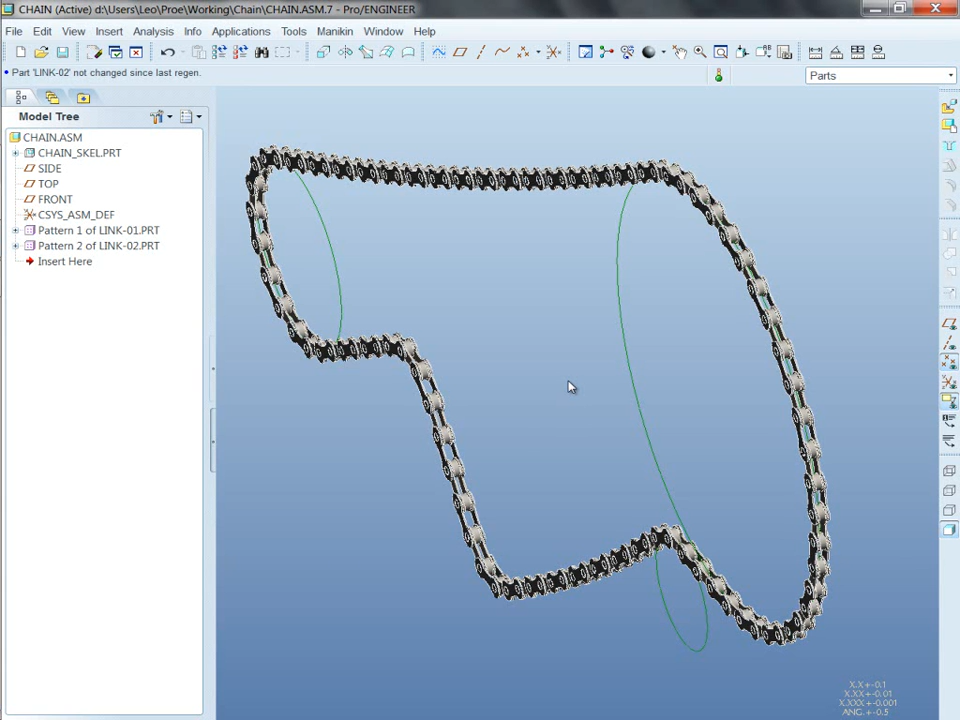 CHAIN (Active) d:\Users\Leo\Proe\Working\Chain\CHAIN.ASM.7 - Pro/ENGINEER
File Edit View Insert Analysis Info Applications Tools Manikin Window Help
Part 'LINK-02' not changed since last regen.
Parts
Model Tree
CHAIN.ASM
CHAIN_SKEL.PRT
SIDE
TOP
FRONT
CSYS_ASM_DEF
Pattern 1 of LINK-01.PRT
Pattern 2 of LINK-02.PRT
Insert Here
X.X+-0.1
X.XX+-0.01
X.XXX+-0.001
ANG.+-0.5